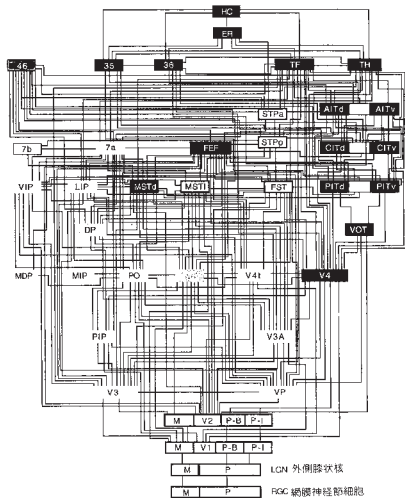 HC
ER
46 35 36 TF TH
STPa AITd AITv
7b 7a FEF STPp CITd CITv
VIP LIP MSTd MSTl FST PITd PITv
DP VOT
MDP MIP PO V4t V4
PIP V3A
V3 VP
M V2 P-B P-I
M V1 P-B P-I
M P LGN 外側膝状核
M P RGC 網膜神経節細胞